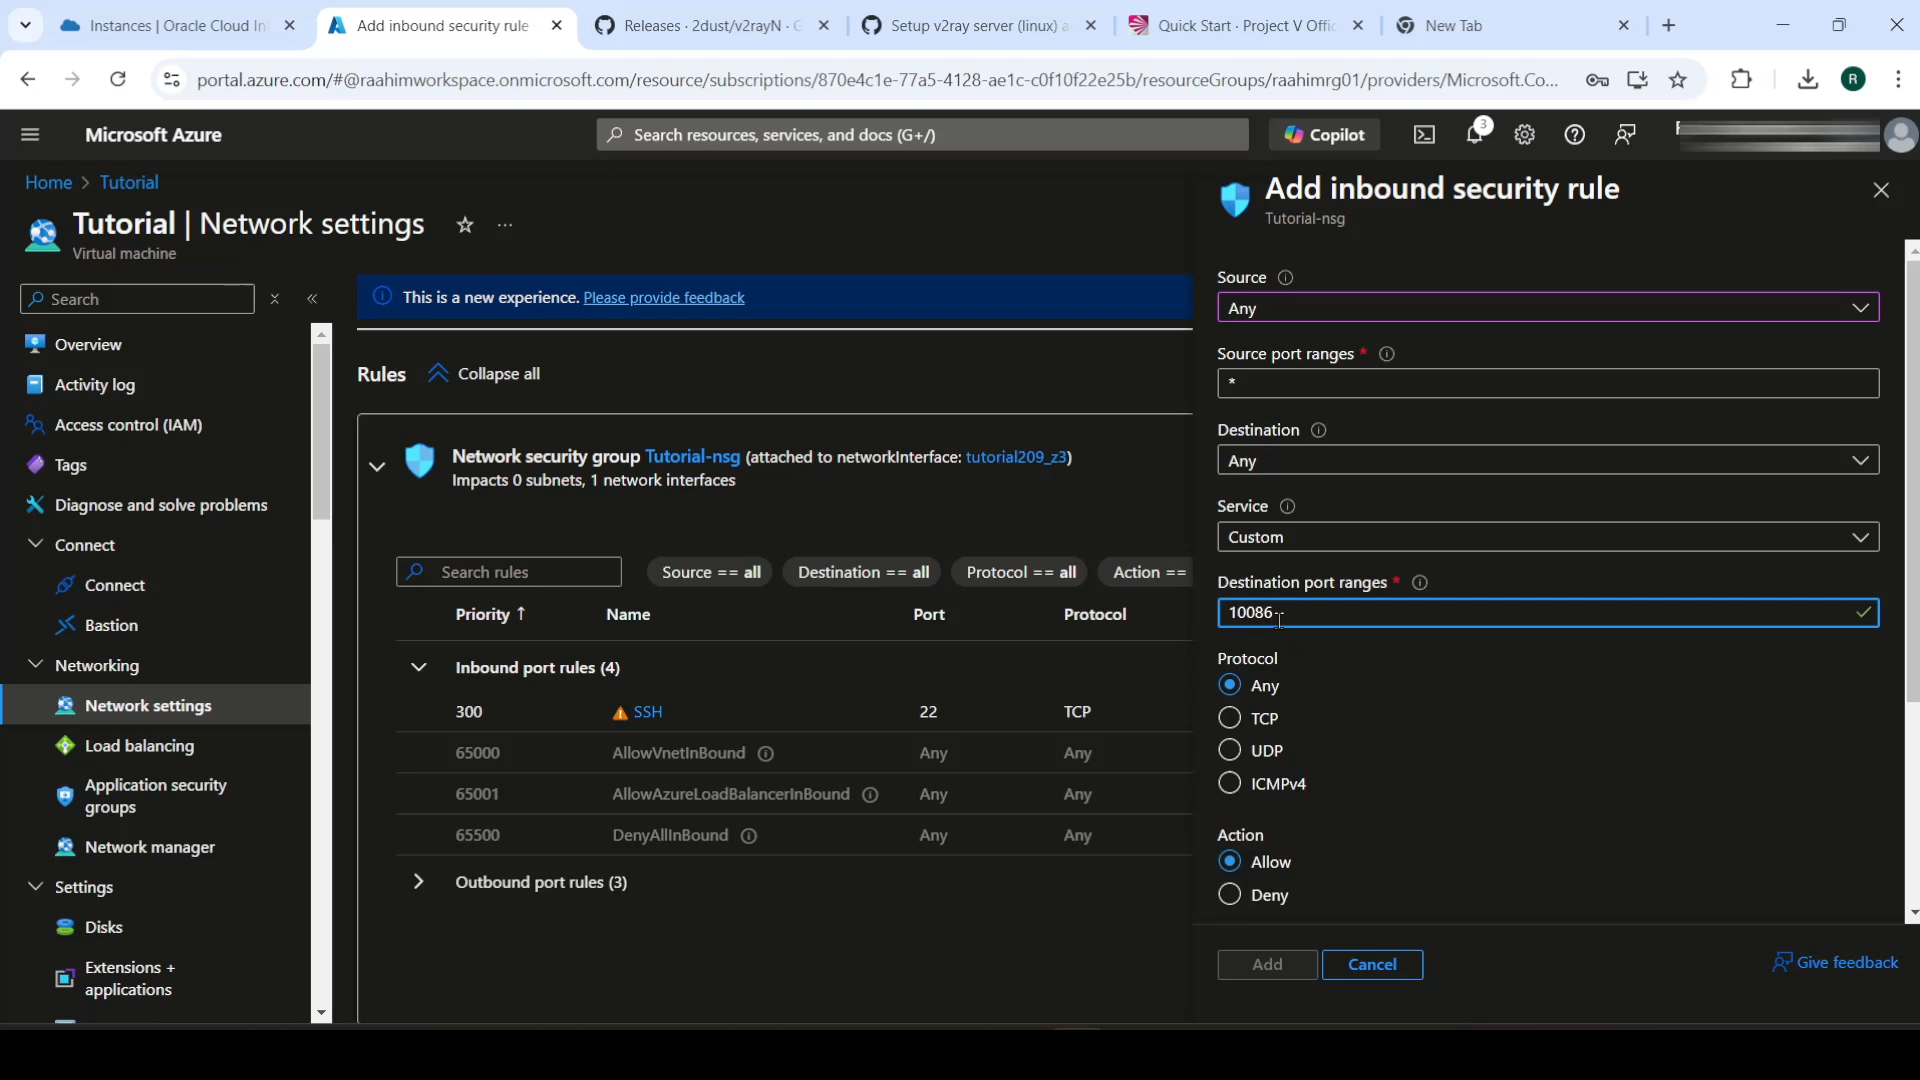 Instances | Oracle Cloud In
Add inbound security rule
Releases · 2dust/v2rayN · G
Setup v2ray server (linux) a
Quick Start · Project V Offic
New Tab
portal.azure.com/#@raahimworkspace.onmicrosoft.com/resource/subscriptions/870e4c1e-77a5-4128-ae1c-c0f10f22e25b/resourceGroups/raahimrg01/providers/Microsoft.Co...
R
Microsoft Azure
Search resources, services, and docs (G+/)
Copilot
3
Home > Tutorial
Tutorial | Network settings
Virtual machine
Search
Overview
Activity log
Access control (IAM)
Tags
Diagnose and solve problems
Connect
Connect
Bastion
Networking
Network settings
Load balancing
Application security
groups
Network manager
Settings
Disks
Extensions +
applications
This is a new experience. Please provide feedback
Rules
Collapse all
Network security group Tutorial-nsg (attached to networkInterface: tutorial209_z3)
Impacts 0 subnets, 1 network interfaces
Search rules
Source == all
Destination == all
Protocol == all
Action ==
Priority ↑ Name Port Protocol
Inbound port rules (4)
300 SSH 22 TCP
65000 AllowVnetInBound Any Any
65001 AllowAzureLoadBalancerInBound Any Any
65500 DenyAllInBound Any Any
Outbound port rules (3)
Add inbound security rule
Tutorial-nsg
Source
Any
Source port ranges *
*
Destination
Any
Service
Custom
Destination port ranges *
10086
Protocol
Any
TCP
UDP
ICMPv4
Action
Allow
Deny
Add
Cancel
Give feedback